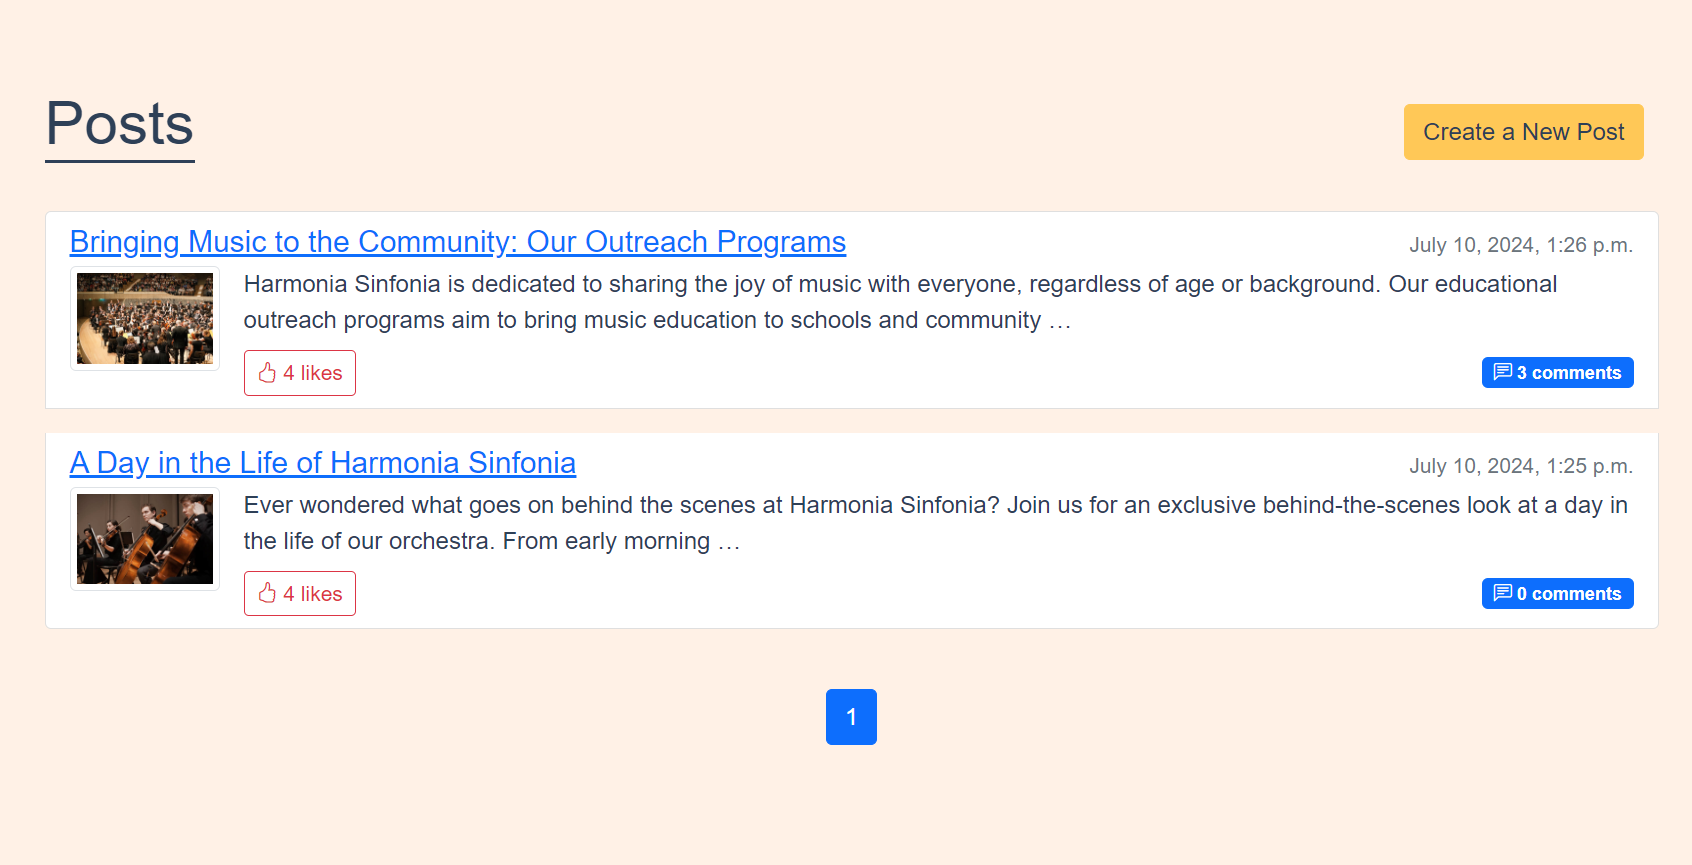 Posts
Create a New Post
Bringing Music to the Community: Our Outreach Programs
July 10, 2024, 1:26 p.m.
Harmonia Sinfonia is dedicated to sharing the joy of music with everyone, regardless of age or background. Our educational
outreach programs aim to bring music education to schools and community …
4 likes
3 comments
A Day in the Life of Harmonia Sinfonia
July 10, 2024, 1:25 p.m.
Ever wondered what goes on behind the scenes at Harmonia Sinfonia? Join us for an exclusive behind-the-scenes look at a day in
the life of our orchestra. From early morning …
4 likes
0 comments
1